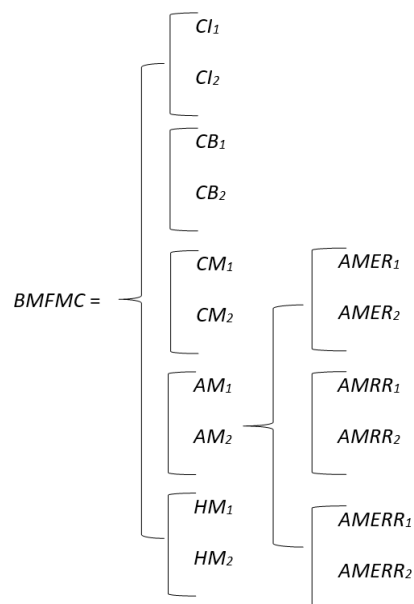 CI₁
CI₂
CB₁
CB₂
CM₁
AMER₁
BMFMC =
CM₂
AMER₂
AM₁
AMRR₁
AM₂
AMRR₂
HM₁
AMERR₁
HM₂
AMERR₂